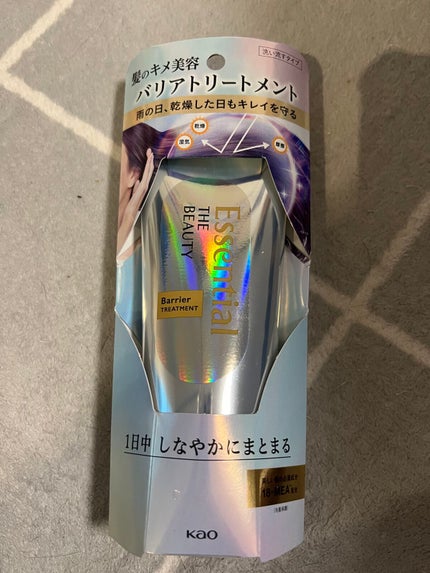 洗い流すタイプ
髪のキメ美容
バリアトリートメント
雨の日、乾燥した日もキレイを守る
乾燥
湿気
摩擦
Essential
THE
BEAUTY
Barrier
TREATMENT
1日中 しなやかにまとまる
18-MEA
Kao